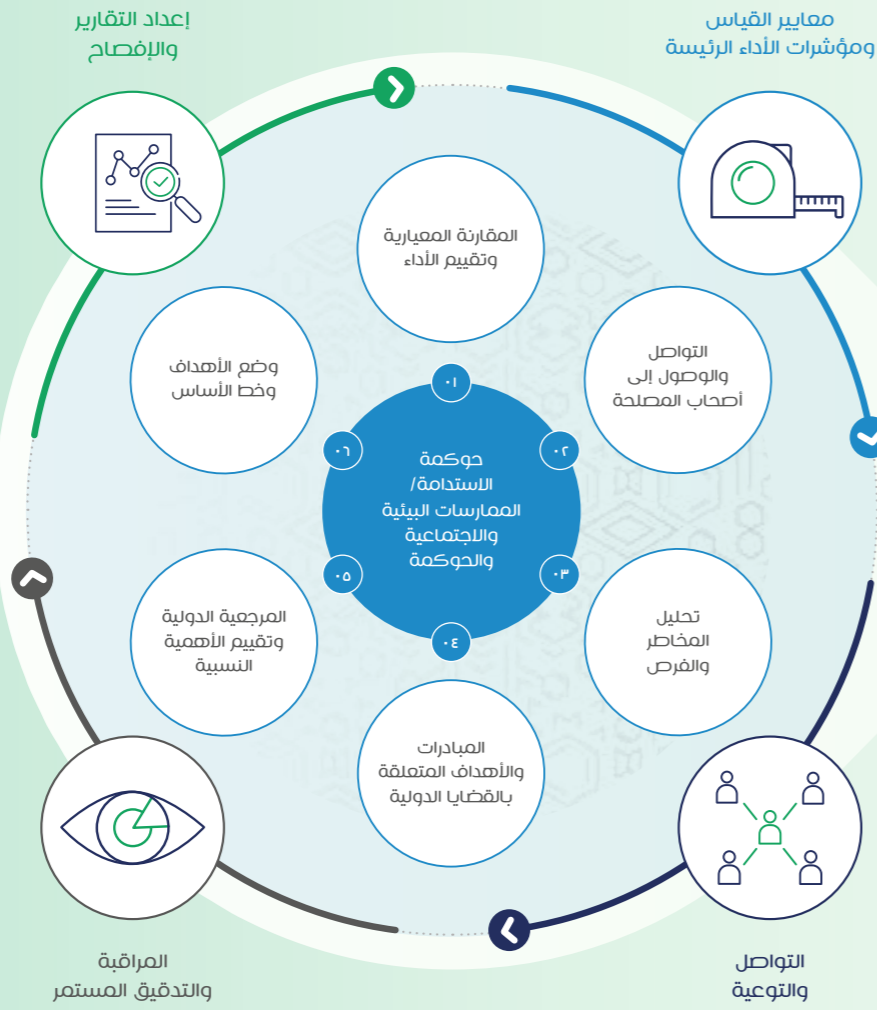 معايير القياس
ومؤشرات الأداء الرئيسة
إعداد التقارير
والإفصاح
المقارنة المعيارية
وتقييم الأداء
التواصل
والوصول إلى
أصحاب المصلحة
وضع الأهداف
وخط الأساس
٠١
٠٢
٠٦
حوكمة
الاستدامة/
الممارسات البيئية
والاجتماعية
والحوكمة
٠٣
٠٥
٠٤
تحليل
المخاطر
والفرص
المرجعية الدولية
وتقييم الأهمية
النسبية
المبادرات
والأهداف المتعلقة
بالقضايا الدولية
التواصل
والتوعية
المراقبة
والتدقيق المستمر